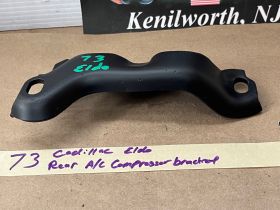 Kenilworth, NJ
73
Eldo
73 Cadillac Eldo
Rear A/C Compressor bracket